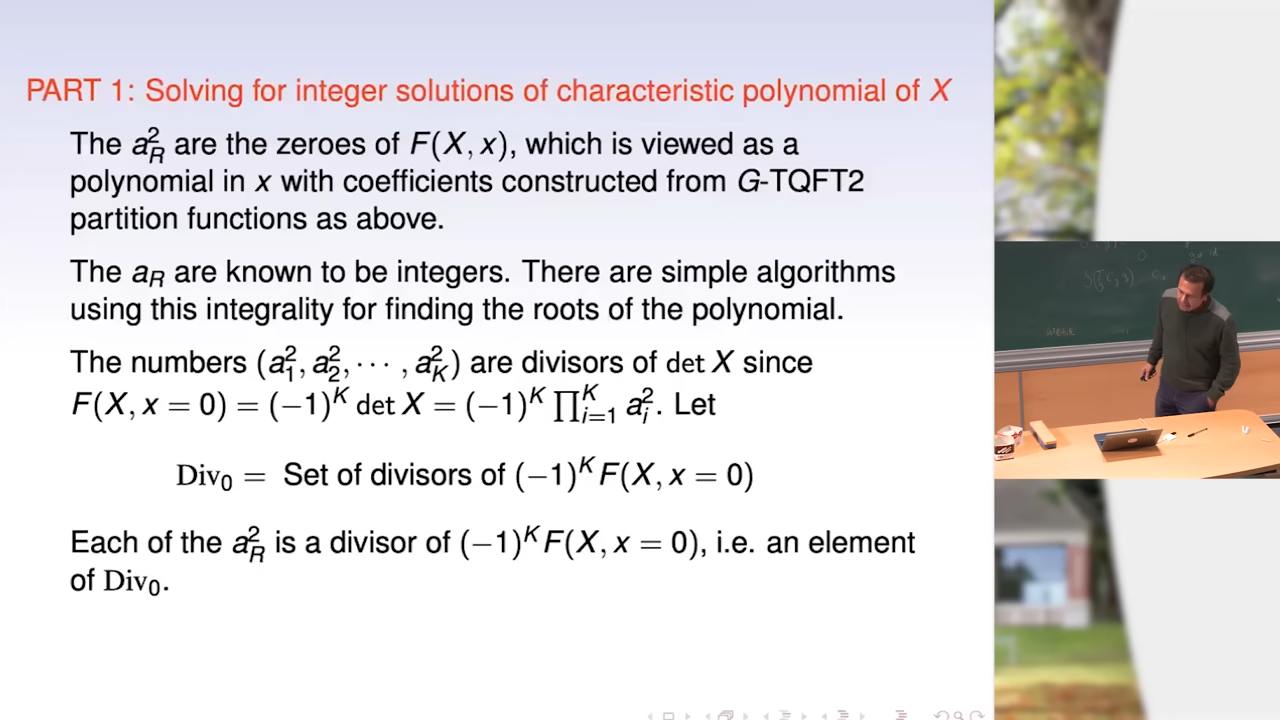 PART 1: Solving for integer solutions of characteristic polynomial of X
The a_R^2 are the zeroes of F(X, x), which is viewed as a
polynomial in x with coefficients constructed from G-TQFT2
partition functions as above.
The a_R are known to be integers. There are simple algorithms
using this integrality for finding the roots of the polynomial.
The numbers (a_1^2, a_2^2, ⋯ , a_K^2) are divisors of det X since
F(X, x = 0) = (−1)^K det X = (−1)^K ∏_{i=1}^K a_i^2. Let
Div_0 = Set of divisors of (−1)^K F(X, x = 0)
Each of the a_R^2 is a divisor of (−1)^K F(X, x = 0), i.e. an element
of Div_0.